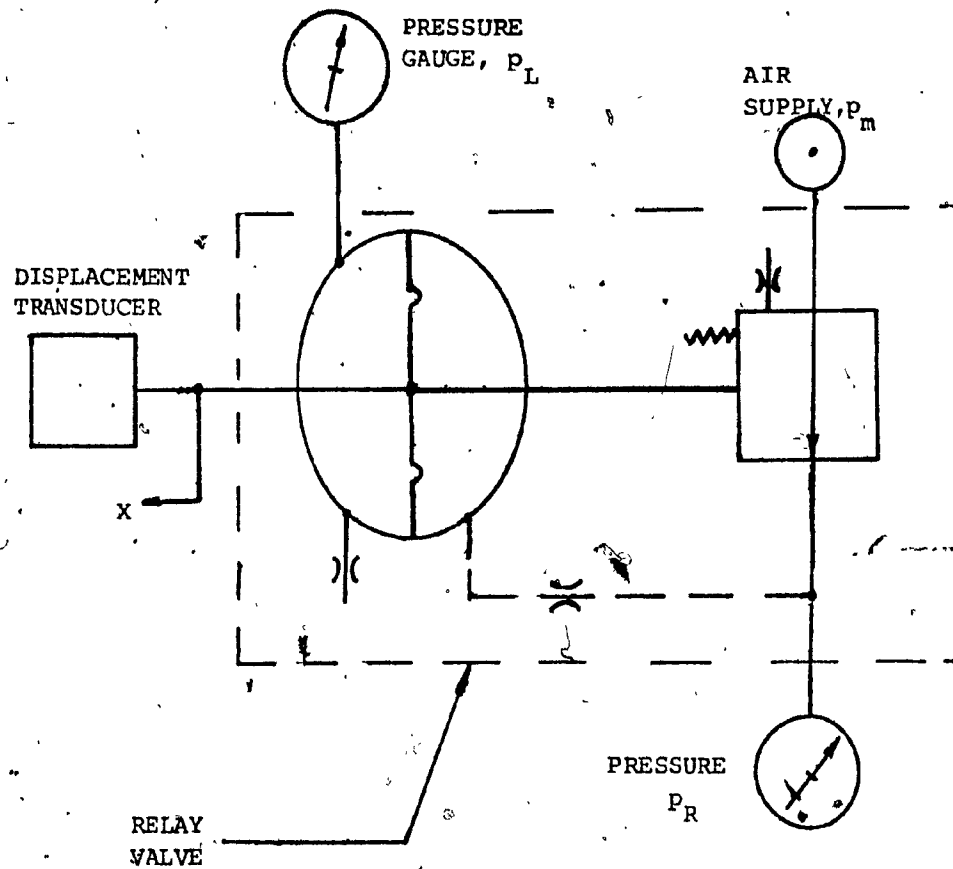 PRESSURE
GAUGE, pL
AIR
SUPPLY, pm
DISPLACEMENT
TRANSDUCER
X
PRESSURE
pR
RELAY
VALVE